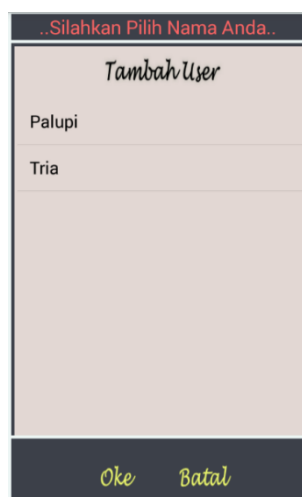 ..Silahkan Pilih Nama Anda..
Tambah User
Palupi
Tria
Oke Batal